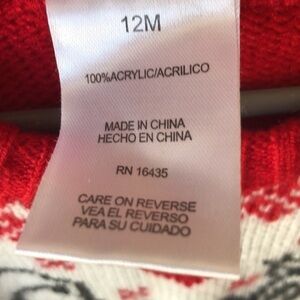 12M
100%ACRYLIC/ACRILICO
MADE IN CHINA
HECHO EN CHINA
RN 16435
CARE ON REVERSE
VEA EL REVERSO
PARA SU CUIDADO